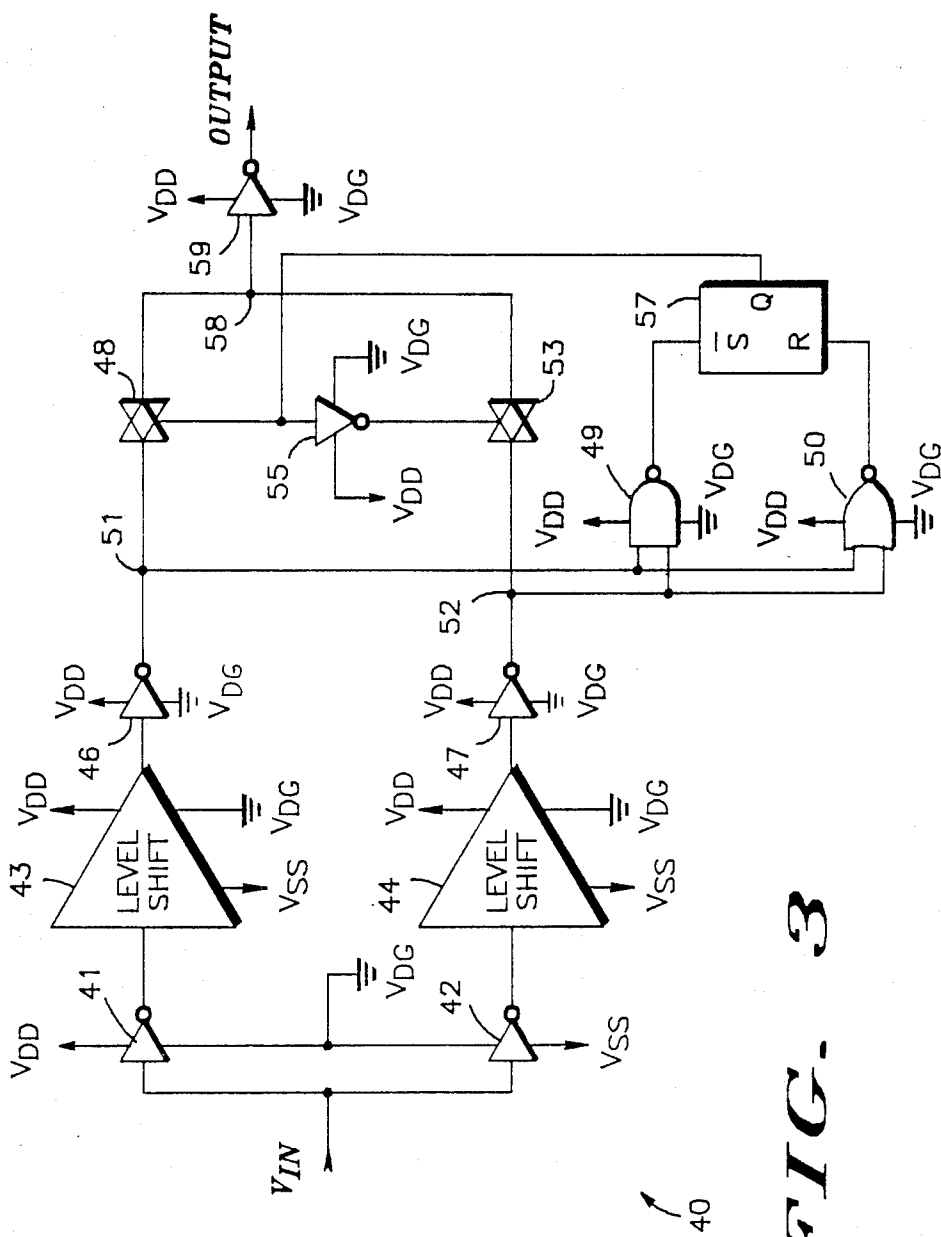 OUTPUT
VDD
59
VDG
58
48
55
VDD
VDG
53
57
S
Q
R
51
52
VDD
49
VDG
VDD
50
VDG
VDD
46
VDG
VDD
47
VDG
VDD
43
LEVEL
SHIFT
VSS
VDG
VDD
44
LEVEL
SHIFT
VSS
VDG
VDD
41
VDG
42
VSS
VIN
40
FIG. 3